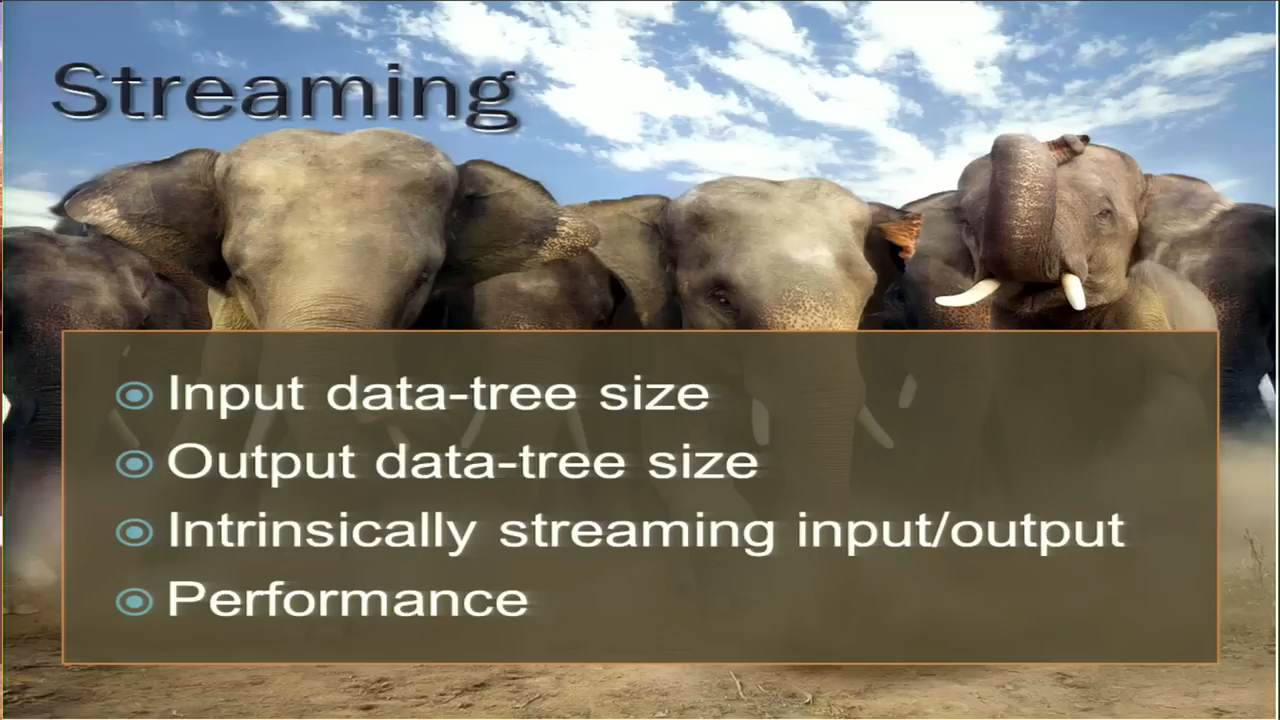 Streaming
Input data-tree size
Output data-tree size
Intrinsically streaming input/output
Performance